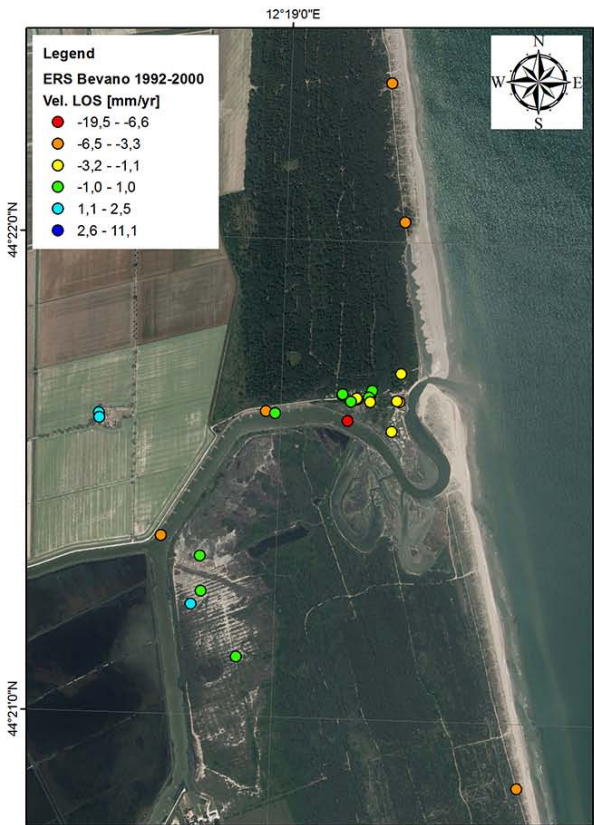 12°19'0"E
Legend
ERS Bevano 1992-2000
Vel. LOS [mm/yr]
-19,5 - -6,6
-6,5 - -3,3
-3,2 - -1,1
-1,0 - 1,0
1,1 - 2,5
2,6 - 11,1
N
W E
S
44°22'0"N
44°21'0"N